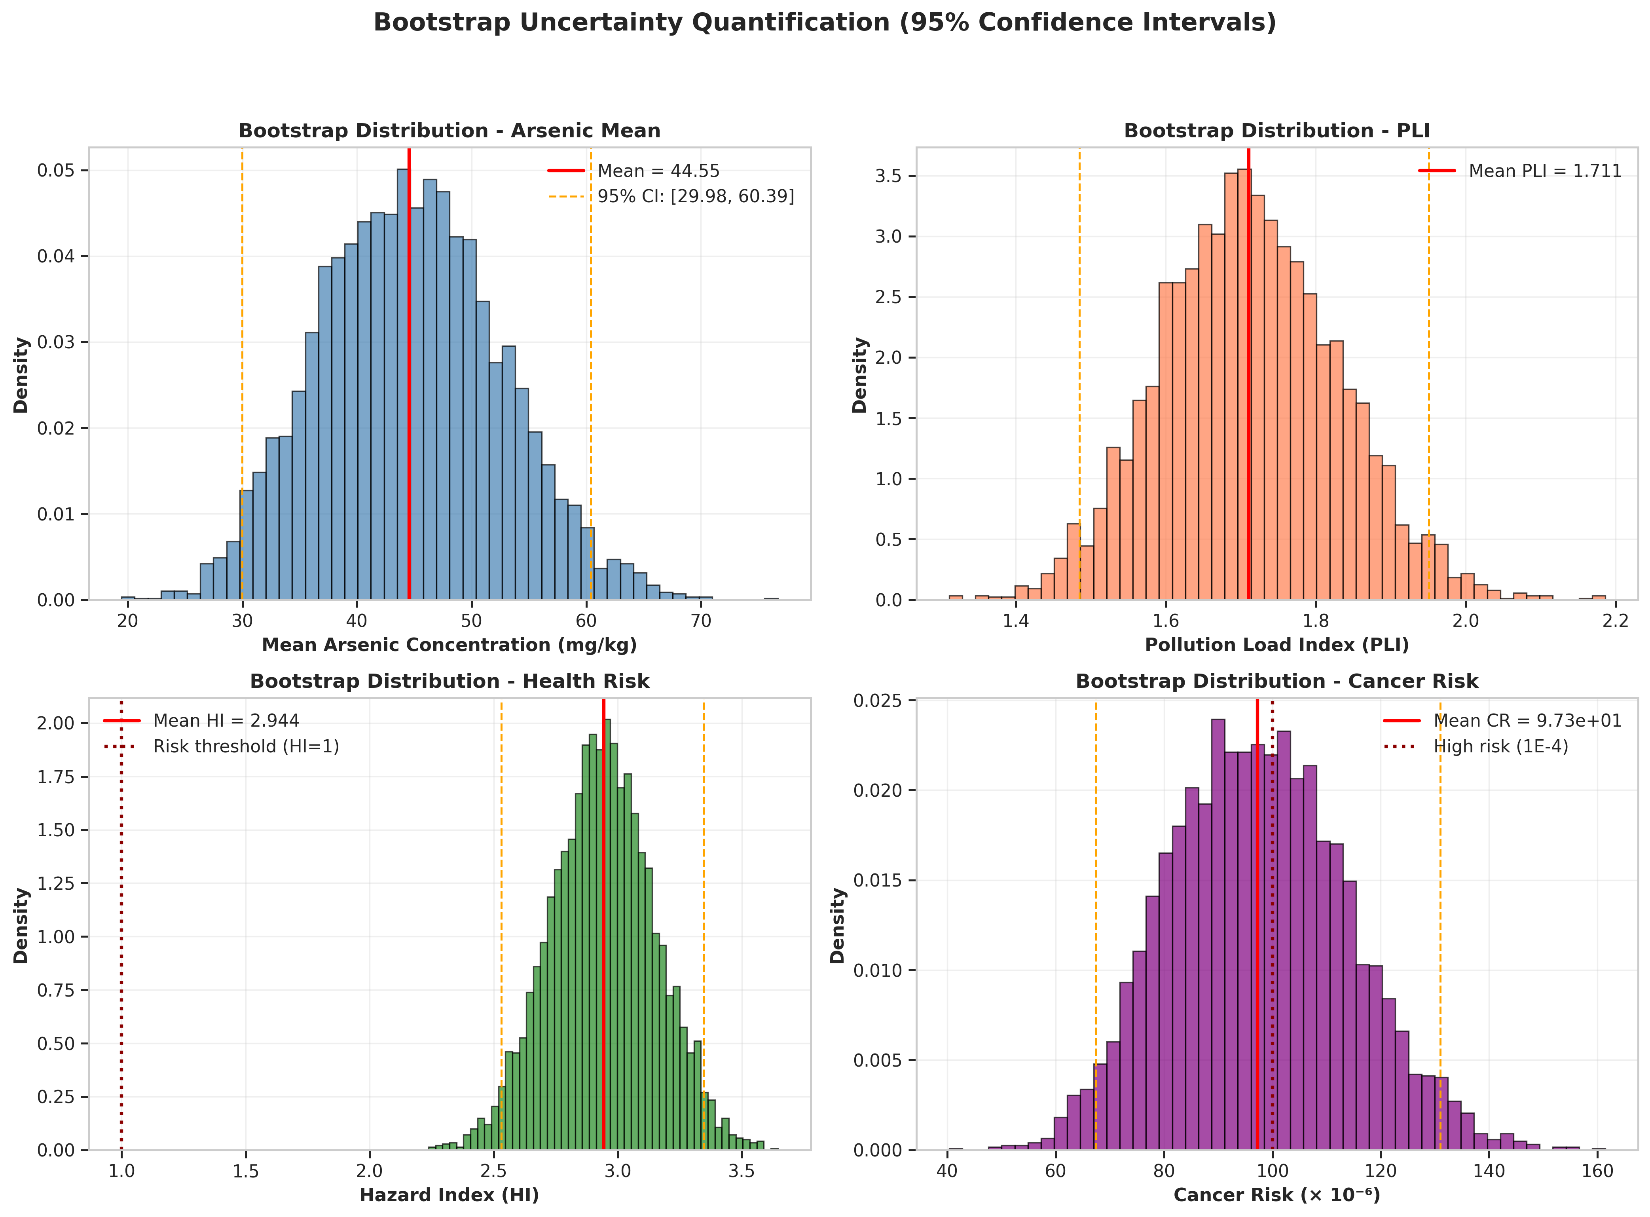 Bootstrap Uncertainty Quantification (95% Confidence Intervals)
Bootstrap Distribution - Arsenic Mean
Mean = 44.55
95% CI: [29.98, 60.39]
Density
0.05
0.04
0.03
0.02
0.01
0.00
20 30 40 50 60 70
Mean Arsenic Concentration (mg/kg)
Bootstrap Distribution - PLI
Mean PLI = 1.711
Density
3.5
3.0
2.5
2.0
1.5
1.0
0.5
0.0
1.4 1.6 1.8 2.0 2.2
Pollution Load Index (PLI)
Bootstrap Distribution - Health Risk
Mean HI = 2.944
Risk threshold (HI=1)
Density
2.00
1.75
1.50
1.25
1.00
0.75
0.50
0.25
0.00
1.0 1.5 2.0 2.5 3.0 3.5
Hazard Index (HI)
Bootstrap Distribution - Cancer Risk
Mean CR = 9.73e+01
High risk (1E-4)
Density
0.025
0.020
0.015
0.010
0.005
0.000
40 60 80 100 120 140 160
Cancer Risk (× 10⁻⁶)